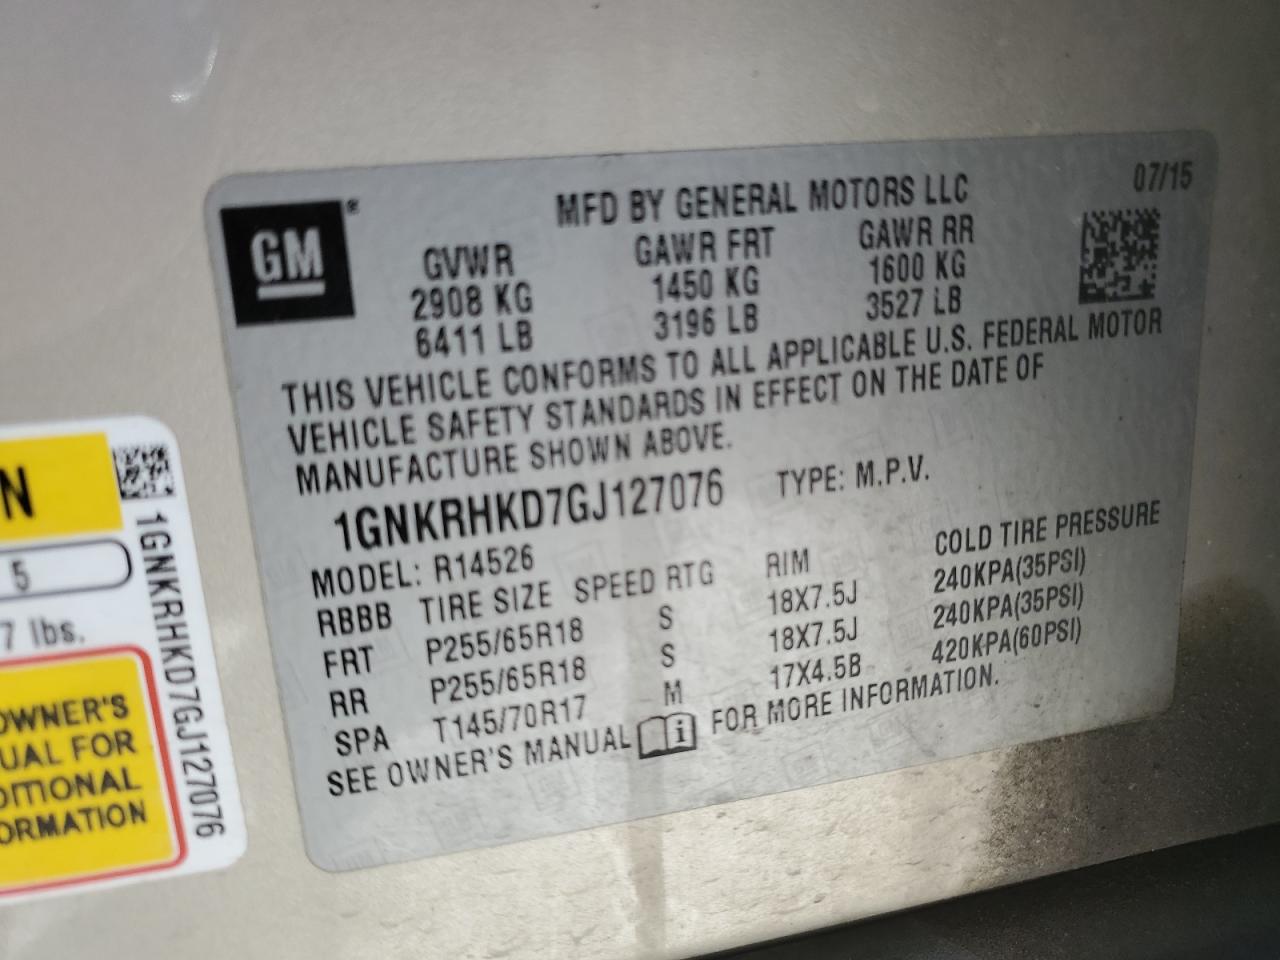 GM®
MFD BY GENERAL MOTORS LLC
07/15
GVWR GAWR FRT GAWR RR
2908 KG 1450 KG 1600 KG
6411 LB 3196 LB 3527 LB
THIS VEHICLE CONFORMS TO ALL APPLICABLE U.S. FEDERAL MOTOR
VEHICLE SAFETY STANDARDS IN EFFECT ON THE DATE OF
MANUFACTURE SHOWN ABOVE.
1GNKRHKD7GJ127076 TYPE: M.P.V.
MODEL: R14526
RBBB TIRE SIZE SPEED RTG RIM COLD TIRE PRESSURE
FRT P255/65R18 S 18X7.5J 240KPA(35PSI)
RR P255/65R18 S 18X7.5J 240KPA(35PSI)
SPA T145/70R17 M 17X4.5B 420KPA(60PSI)
SEE OWNER'S MANUAL FOR MORE INFORMATION.
N
5
7 lbs.
OWNER'S
UAL FOR
DITIONAL
ORMATION
1GNKRHKD7GJ127076